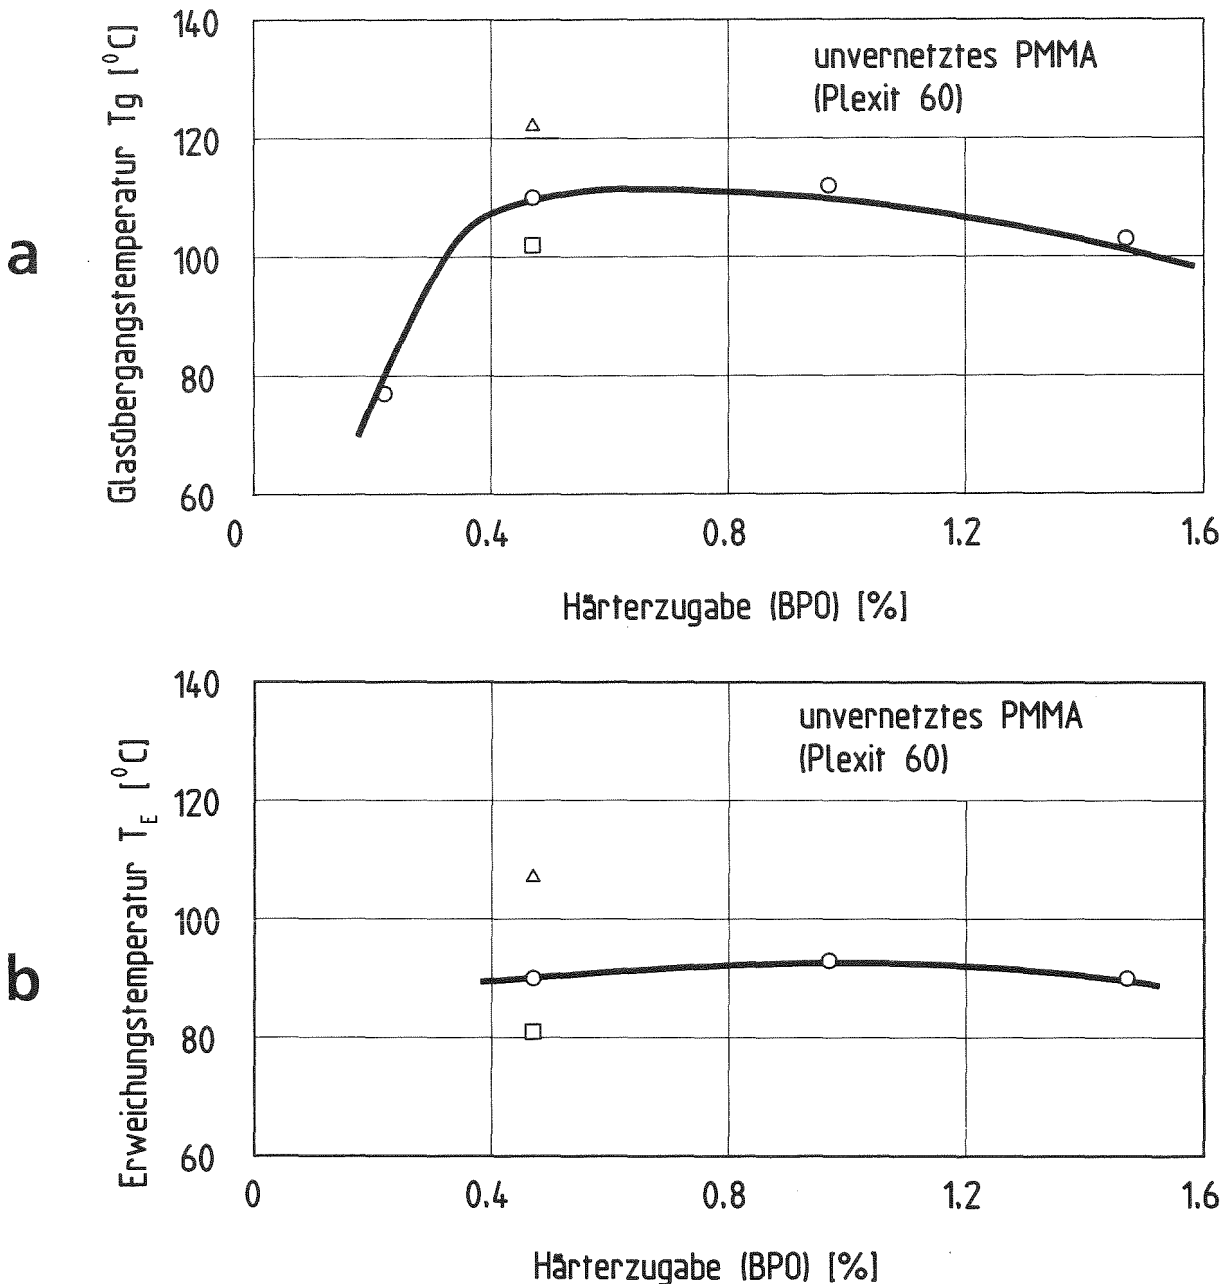 a
Glasübergangstemperatur Tg [°C]
140
120
100
80
60
unvernetztes PMMA
(Plexit 60)
0 0.4 0.8 1.2 1.6
Härterzugabe (BPO) [%]
b
Erweichungstemperatur T_E [°C]
140
120
100
80
60
unvernetztes PMMA
(Plexit 60)
0 0.4 0.8 1.2 1.6
Härterzugabe (BPO) [%]